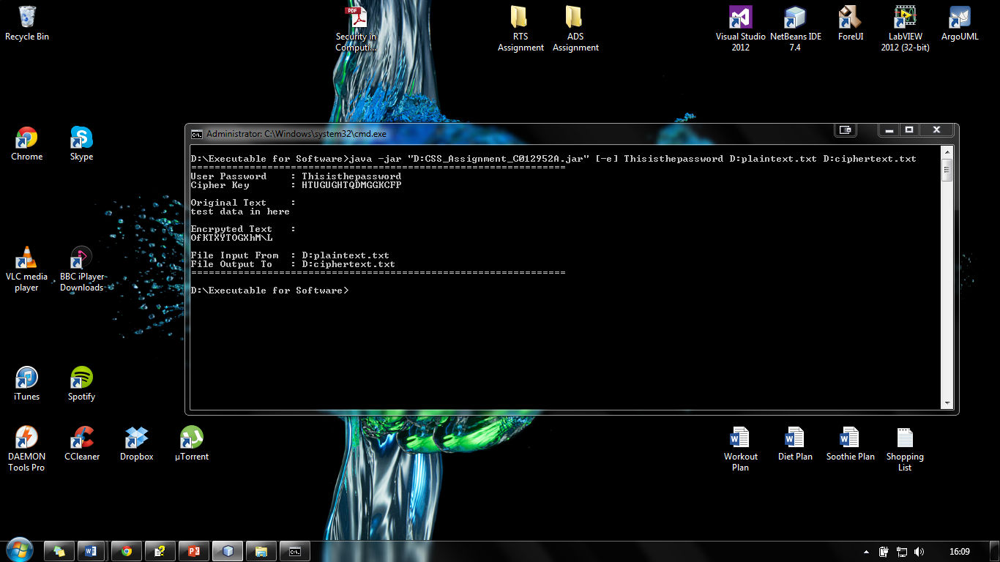 Recycle Bin
Security in
Computi...
RTS
Assignment
ADS
Assignment
Visual Studio
2012
NetBeans IDE
7.4
ForeUI
LabVIEW
2012 (32-bit)
ArgoUML
Chrome
Skype
VLC media
player
BBC iPlayer
Downloads
iTunes
Spotify
DAEMON
Tools Pro
CCleaner
Dropbox
µTorrent
Administrator: C:\Windows\system32\cmd.exe
D:\Executable for Software>java -jar "D:CSS_Assignment_C012952A.jar" [-e] Thisisthepassword D:plaintext.txt D:ciphertext.txt
================================================================
User Password    : Thisisthepassword
Cipher Key       : HTUGUGHTQDMGGKCFP
Original Text    :
test data in here
Encrpyted Text   :
OfKTXYTOGXhM\L
File Input From  : D:plaintext.txt
File Output To   : D:ciphertext.txt
================================================================
D:\Executable for Software>
Workout
Plan
Diet Plan
Soothie Plan
Shopping
List
16:09